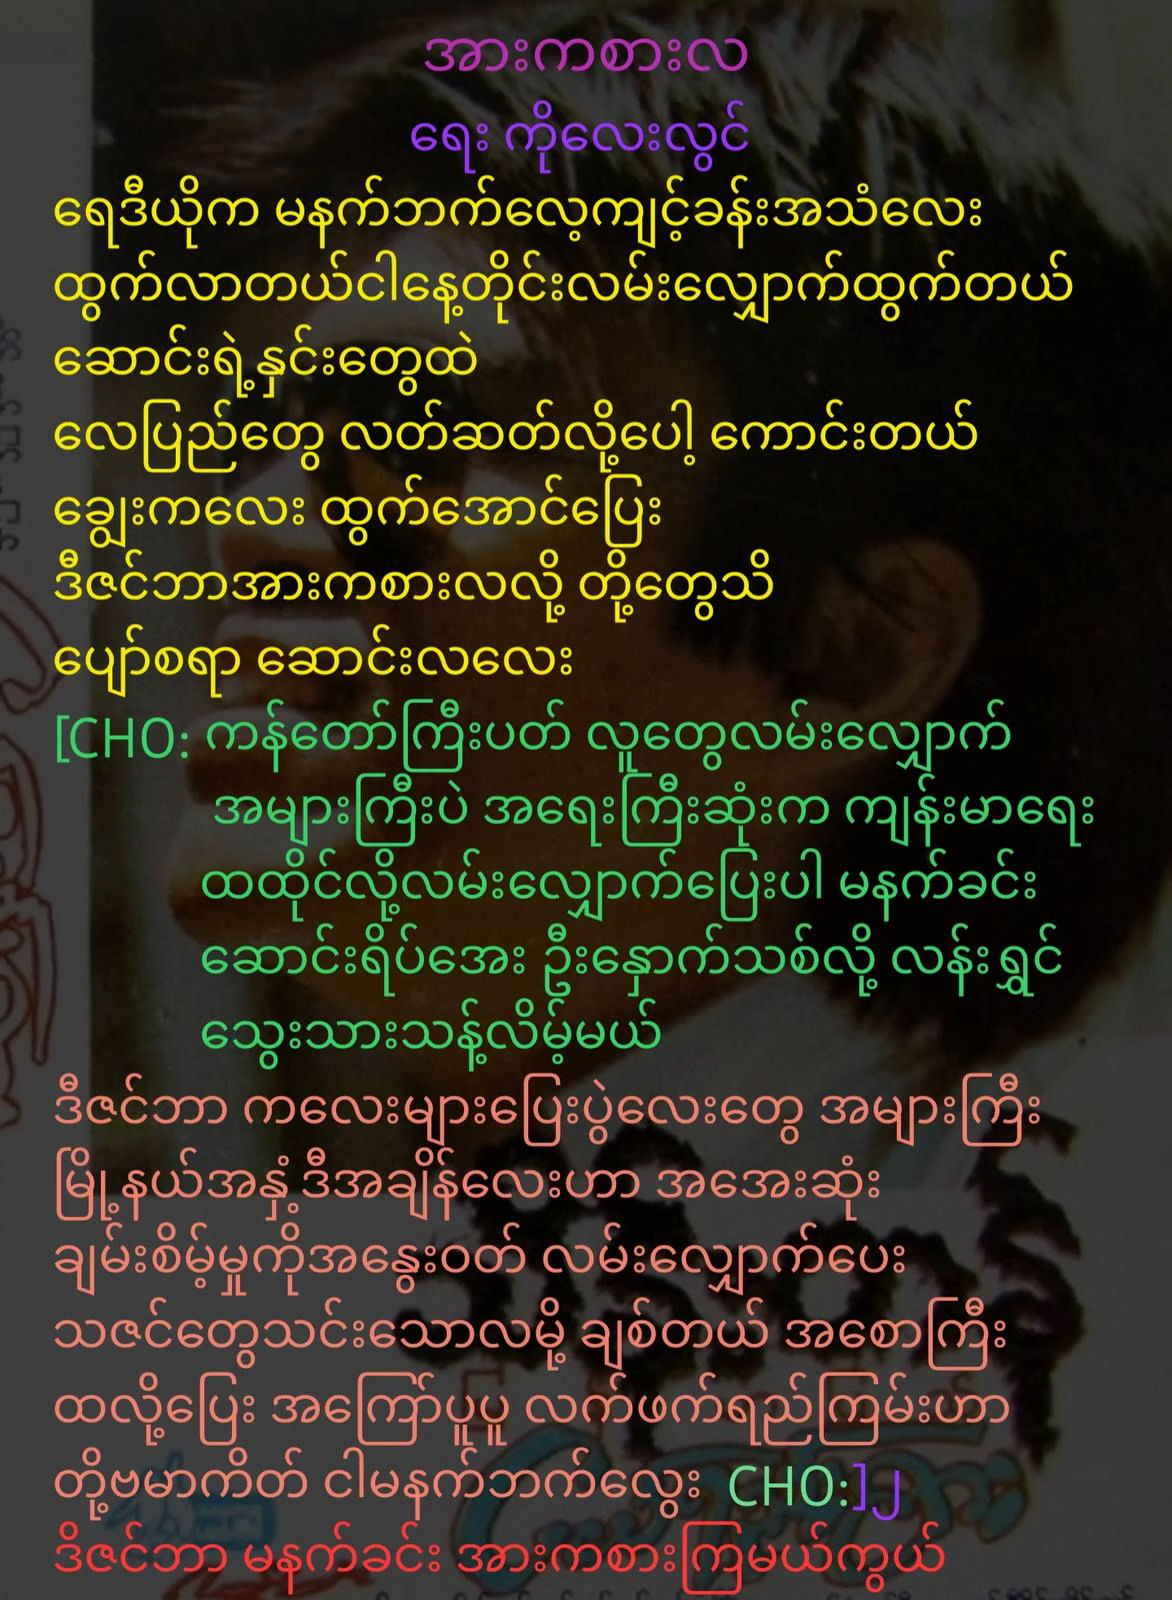 အားကစားလ
ရေး ကိုလေးလွင်
ရေဒီယိုက မနက်ဘက်လေ့ကျင့်ခန်းအသံလေး
ထွက်လာတယ်ငါနေ့တိုင်းလမ်းလျှောက်ထွက်တယ်
ဆောင်းရဲ့နှင်းတွေထဲ
လေပြည်တွေ လတ်ဆတ်လို့ပေါ့ ကောင်းတယ်
ချွေးကလေး ထွက်အောင်ပြေး
ဒီဇင်ဘာအားကစားလလို့ တို့တွေသိ
ပျော်စရာ ဆောင်းလလေး
[CHO: ကန်တော်ကြီးပတ် လူတွေလမ်းလျှောက်
အများကြီးပဲ အရေးကြီးဆုံးက ကျန်းမာရေး
ထထိုင်လို့လမ်းလျှောက်ပြေးပါ မနက်ခင်း
ဆောင်းရိပ်အေး ဦးနှောက်သစ်လို့ လန်းရွှင်
သွေးသားသန့်လိမ့်မယ်
ဒီဇင်ဘာ ကလေးများပြေးပွဲလေးတွေ အများကြီး
မြို့နယ်အနှံ့ ဒီအချိန်လေးဟာ အအေးဆုံး
ချမ်းစိမ့်မှုကိုအနွေးဝတ် လမ်းလျှောက်ပေး
သဇင်တွေသင်းသောလမို့ ချစ်တယ် အစောကြီး
ထလို့ပြေး အကြော်ပူပူ လက်ဖက်ရည်ကြမ်းဟာ
တို့ဗမာကိတ် ငါမနက်ဘက်လွေး CHO:]၂
ဒီဇင်ဘာ မနက်ခင်း အားကစားကြမယ်ကွယ်